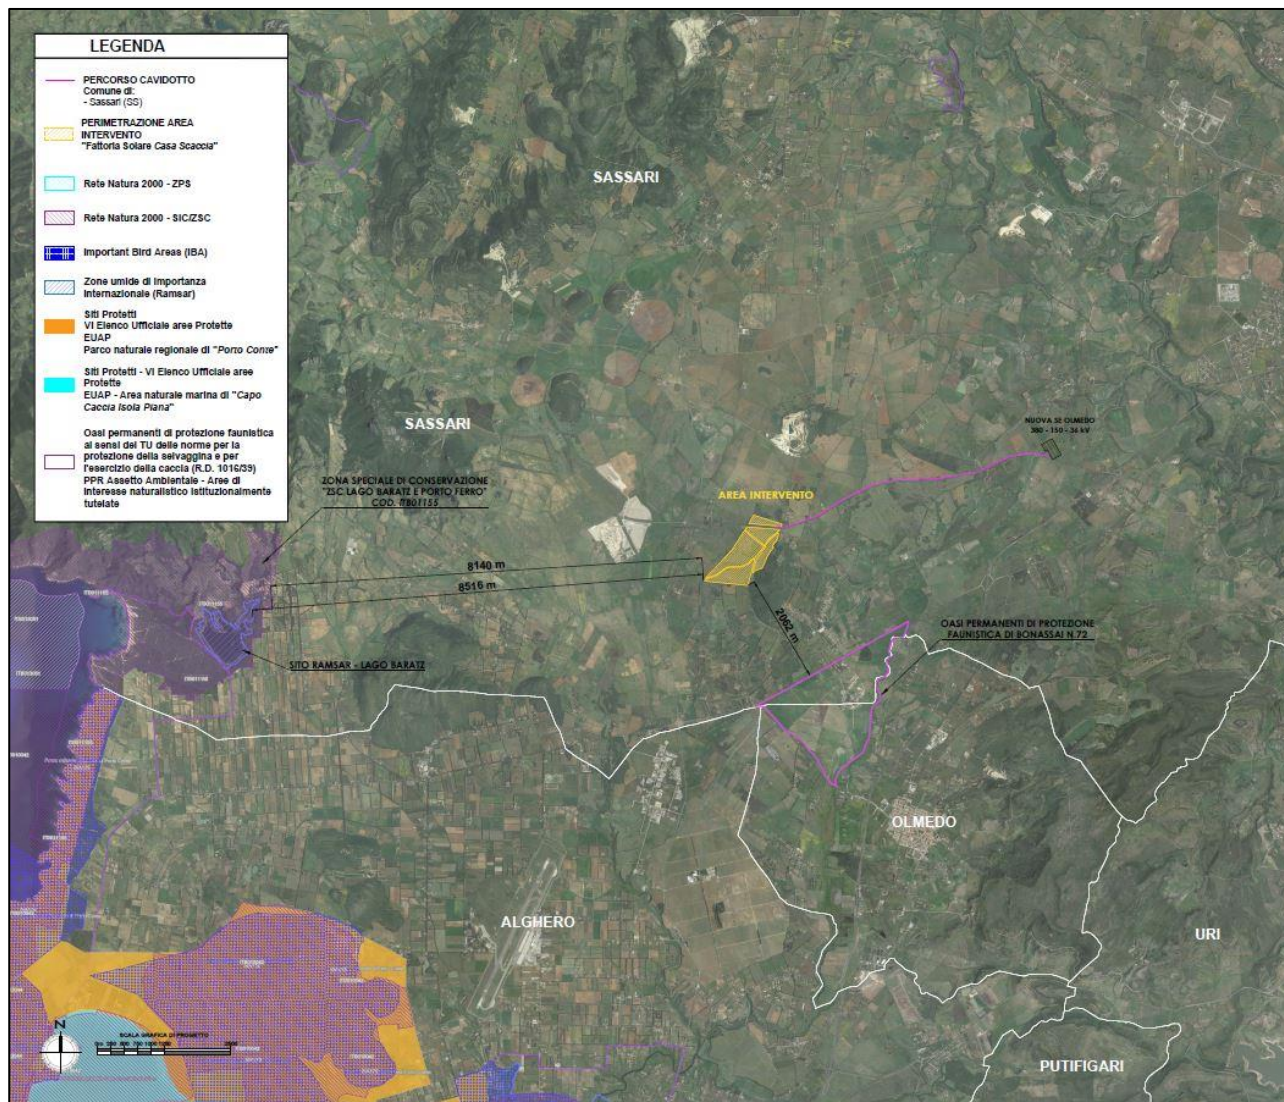 LEGENDA
PERCORSO CAVIDOTTO
Comune di:
- Sassari (SS)
PERIMETRAZIONE AREA
INTERVENTO
"Fattoria Solare Casa Scaccia"
Rete Natura 2000 - ZPS
Rete Natura 2000 - SIC/ZSC
Important Bird Areas (IBA)
Zone umide di importanza
Internazionale (Ramsar)
Siti Protetti
VI Elenco Ufficiale aree Protette
EUAP
Parco naturale regionale di "Porto Conte"
Siti Protetti - VI Elenco Ufficiale aree
Protette
EUAP - Area naturale marina di "Capo
Caccia Isola Piana"
Oasi permanenti di protezione faunistica
ai sensi del TU delle norme per la
protezione della selvaggina e per
l'esercizio della caccia (R.D. 1016/39)
PPR Assetto Ambientale - Aree di
interesse naturalistico istituzionalmente
tutelate
SASSARI
SASSARI
NUOVA SE OLMEDO
380 - 150 - 36 kV
ZONA SPECIALE DI CONSERVAZIONE
"ZSC LAGO BARATZ E PORTO FERRO"
COD. ITB01155
AREA INTERVENTO
8140 m
8516 m
2062 m
OASI PERMANENTI DI PROTEZIONE
FAUNISTICA DI BONASSAI N 72
SITO RAMSAR - LAGO BARATZ
OLMEDO
ALGHERO
URI
PUTIFIGARI
N
SCALA GRAFICA DI PROGETTO